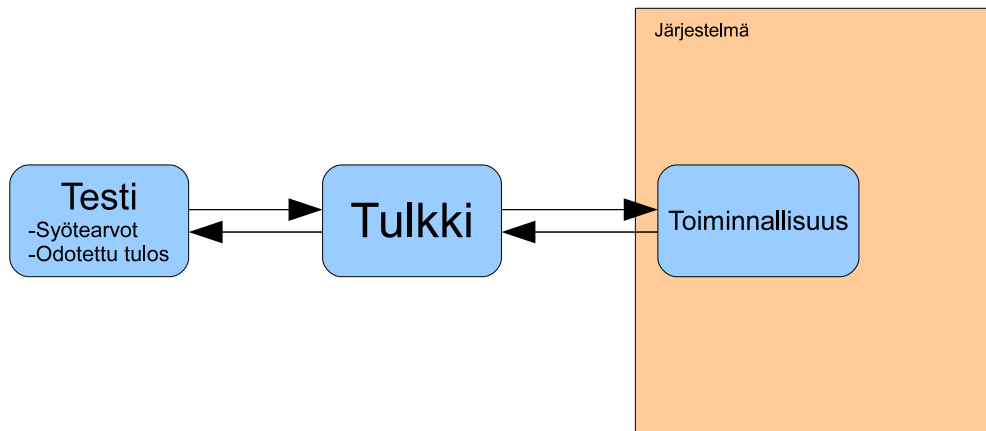 Järjestelmä
Testi
-Syötearvot
-Odotettu tulos
Tulkki
Toiminnallisuus